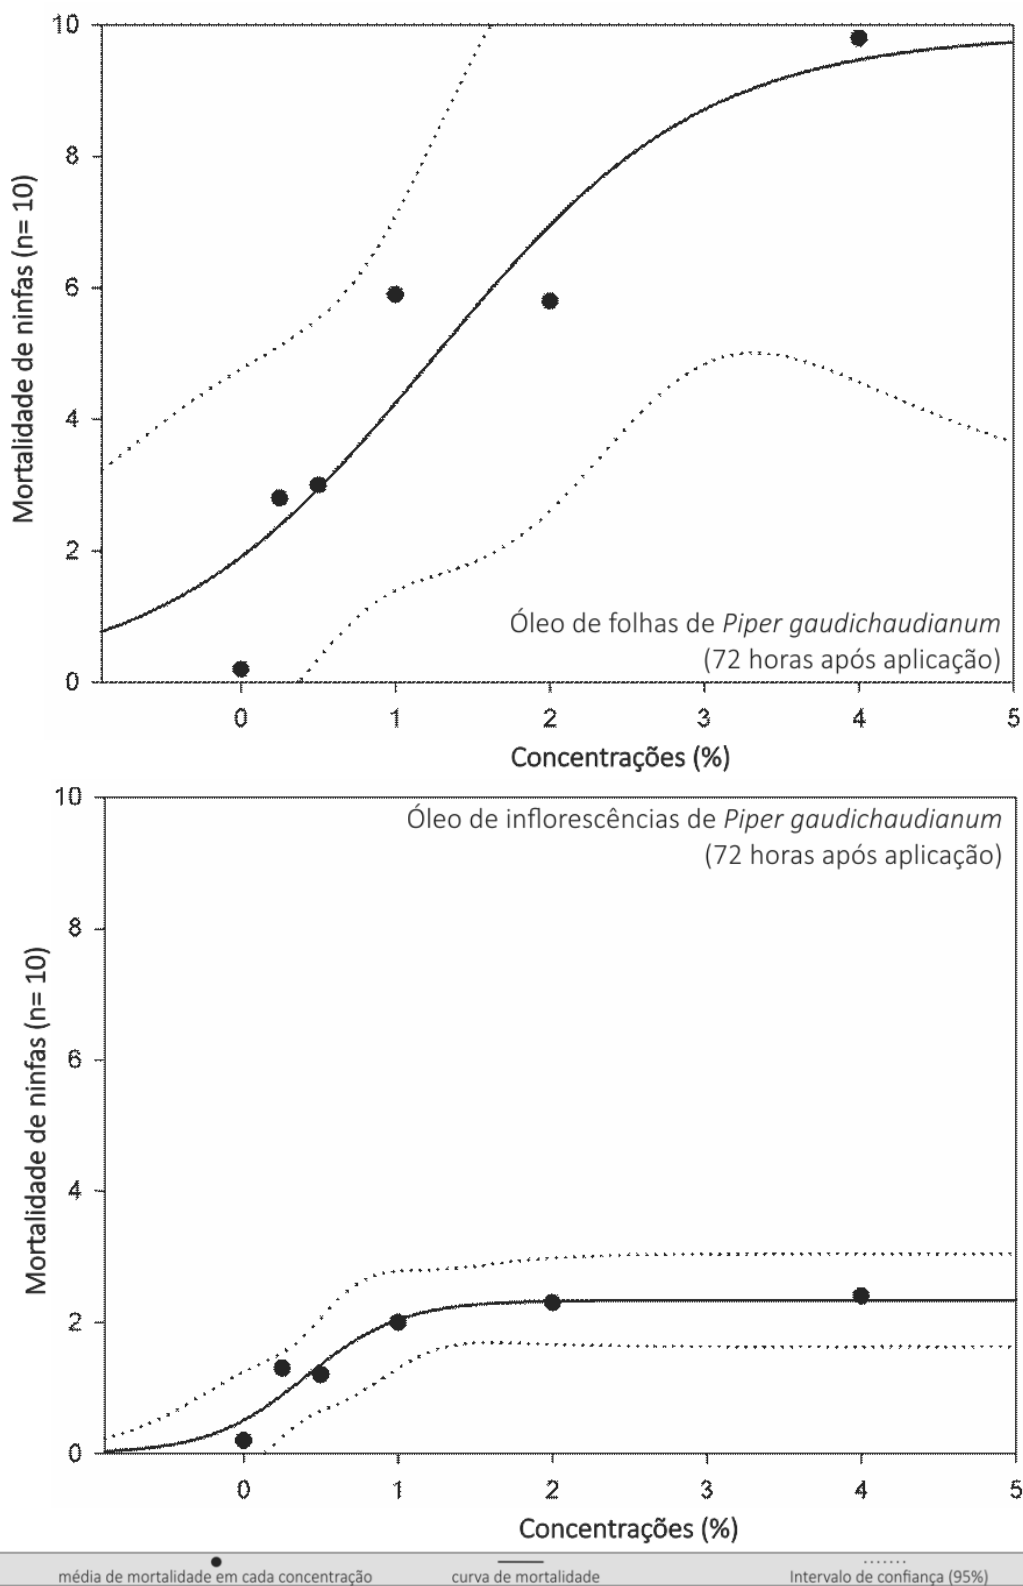 10
8
6
4
2
0
Mortalidade de ninfas (n= 10)
Óleo de folhas de Piper gaudichaudianum
(72 horas após aplicação)
0 1 2 3 4 5
Concentrações (%)
10
8
6
4
2
0
Mortalidade de ninfas (n= 10)
Óleo de inflorescências de Piper gaudichaudianum
(72 horas após aplicação)
0 1 2 3 4 5
Concentrações (%)
média de mortalidade em cada concentração
curva de mortalidade
Intervalo de confiança (95%)